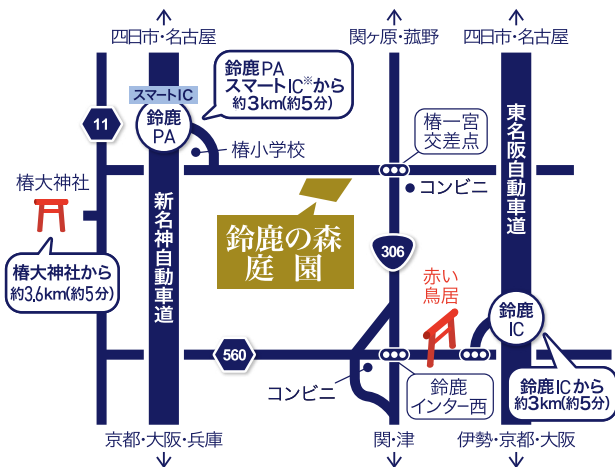 四日市・名古屋
関ヶ原・菰野
四日市・名古屋
鈴鹿PA
スマートIC※から
約3km(約5分)
スマートIC
鈴鹿
PA
11
椿小学校
椿一宮
交差点
コンビニ
東名阪自動車道
椿大神社
新名神自動車道
鈴鹿の森
庭園
306
椿大神社から
約3.6km(約5分)
赤い
鳥居
鈴鹿
IC
560
コンビニ
鈴鹿
インター西
鈴鹿ICから
約3km(約5分)
京都・大阪・兵庫
関・津
伊勢・京都・大阪